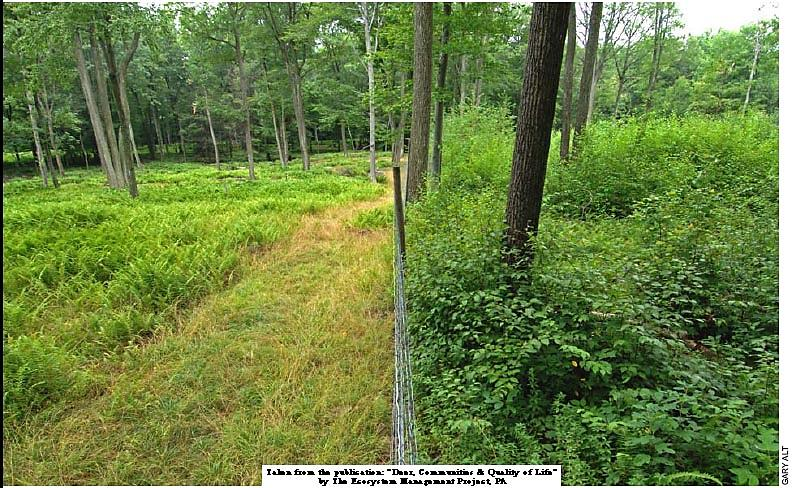 Taken from the publication: "Deer, Communities & Quality of Life"
by The Ecosystem Management Project, PA
GARY ALT